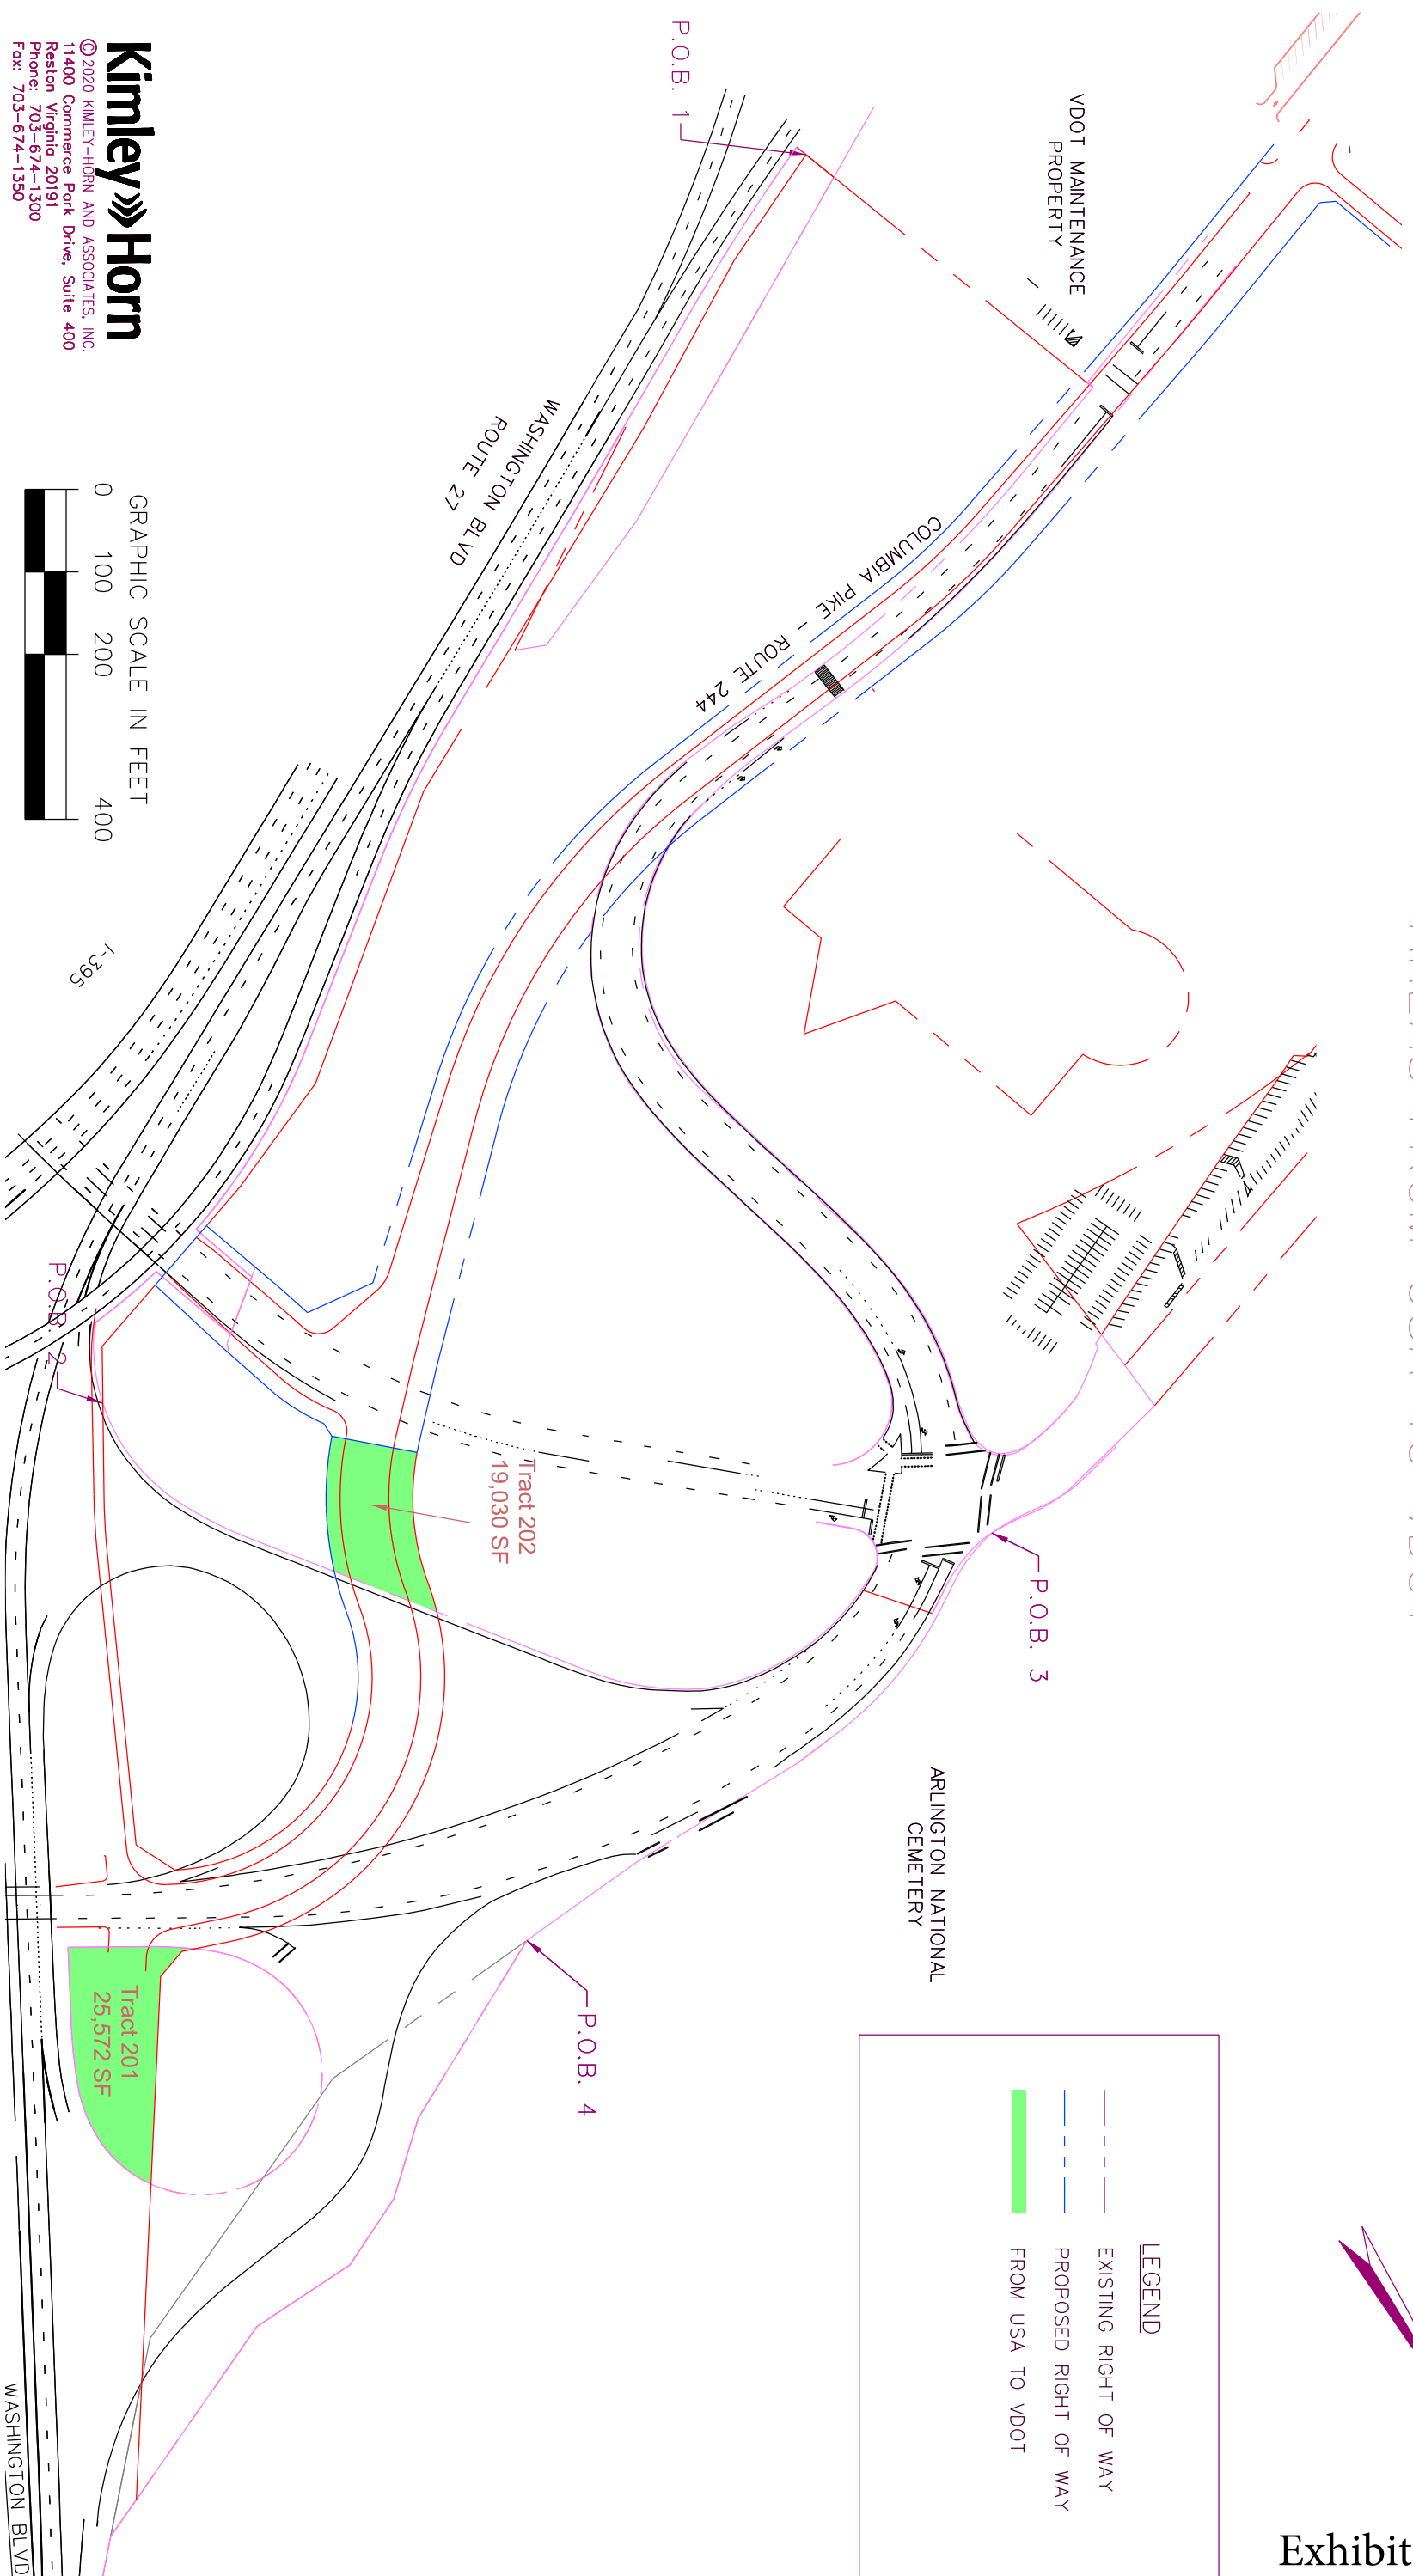 Kimley»Horn
© 2020 KIMLEY-HORN AND ASSOCIATES, INC.
11400 Commerce Park Drive, Suite 400
Reston Virginia 20191
Phone: 703-674-1300
Fax: 703-674-1350
GRAPHIC SCALE IN FEET
0 100 200 400
P.O.B. 1
VDOT MAINTENANCE
PROPERTY
WASHINGTON BLVD
ROUTE 27
COLUMBIA PIKE - ROUTE 244
I-395
P.O.B. 2
Tract 202
19,030 SF
P.O.B. 3
ARLINGTON NATIONAL
CEMETERY
P.O.B. 4
Tract 201
25,572 SF
WASHINGTON BLVD
LEGEND
EXISTING RIGHT OF WAY
PROPOSED RIGHT OF WAY
FROM USA TO VDOT
Exhibit